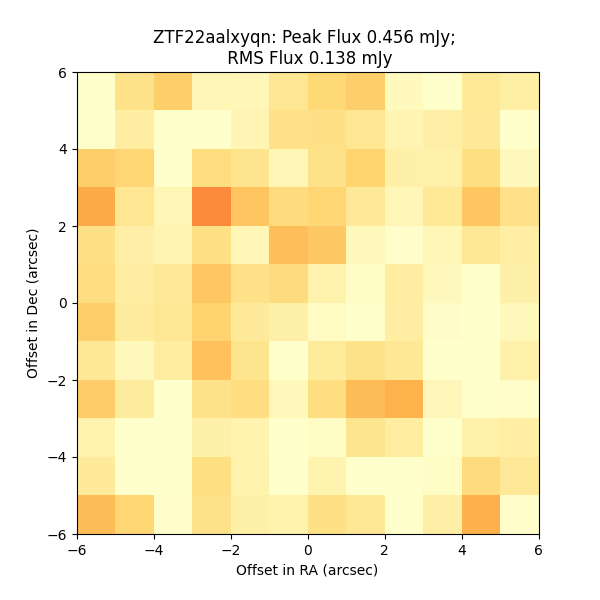 ZTF22aalxyqn: Peak Flux 0.456 mJy;
RMS Flux 0.138 mJy
6
4
2
0
−2
−4
−6
Offset in Dec (arcsec)
−6 −4 −2 0 2 4 6
Offset in RA (arcsec)